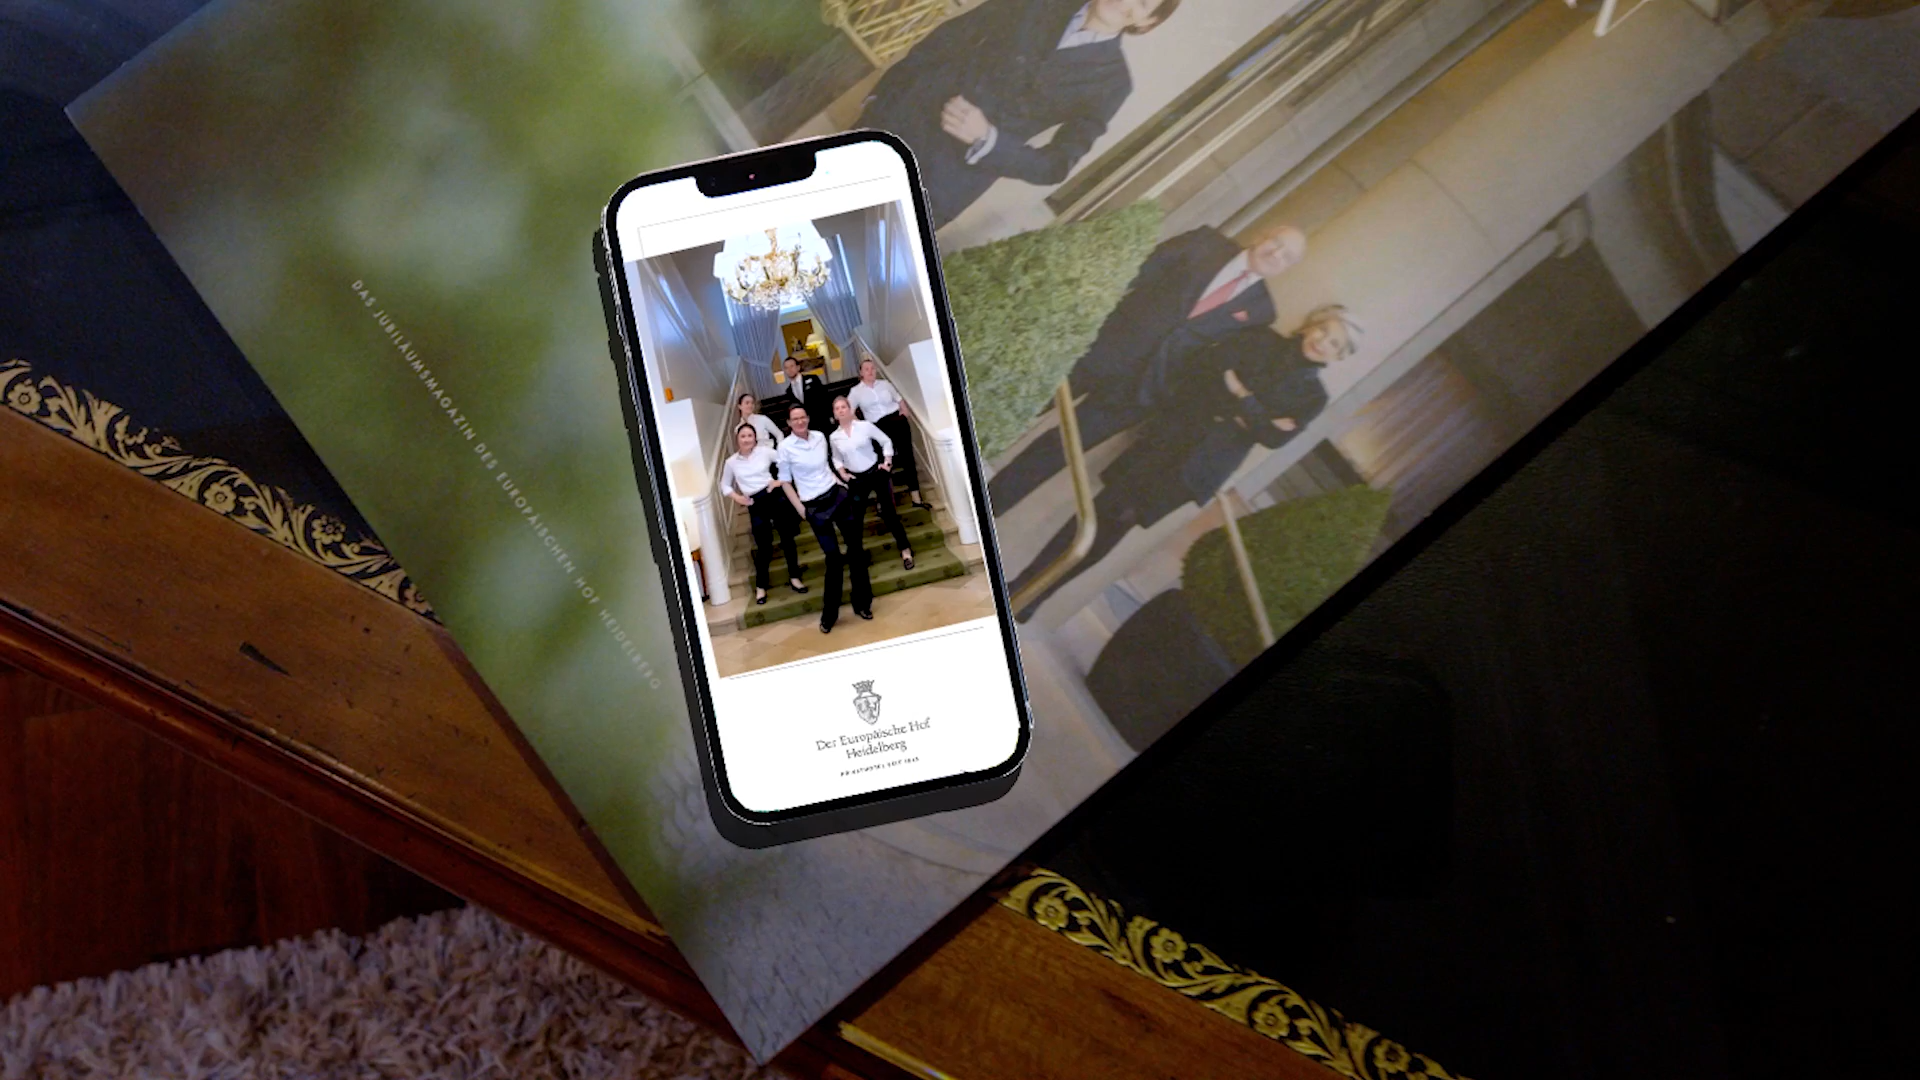 DAS JUBILÄUMSMAGAZIN DES EUROPÄISCHEN HOF HEIDELBERG
Der Europäische Hof
Heidelberg